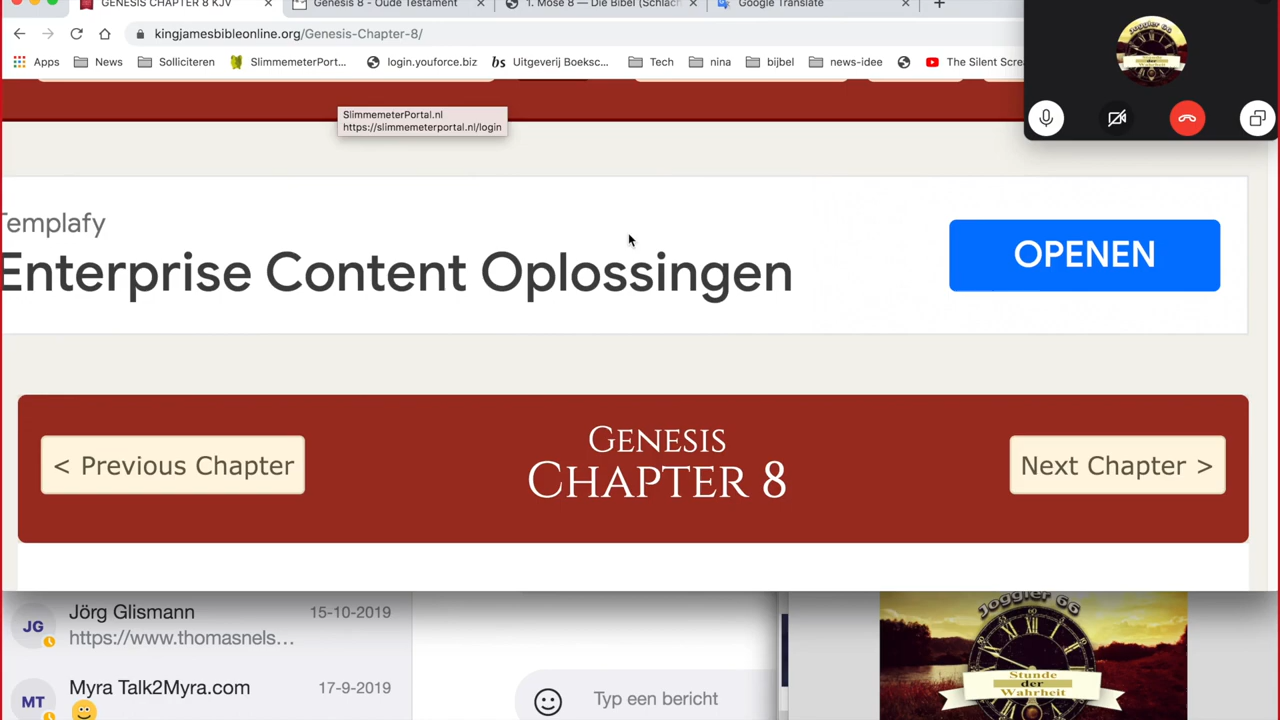 GENESIS CHAPTER 8 KJV
Genesis 8 - Oude Testament
1. Mose 8 — Die Bibel (Schlach
Google Translate
kingjamesbibleonline.org/Genesis-Chapter-8/
Apps
News
Solliciteren
SlimmemeterPort...
login.youforce.biz
bs Uitgeverij Boeksc...
Tech
nina
bijbel
news-idee
The Silent Scre
SlimmemeterPortal.nl
https://slimmemeterportal.nl/login
Templafy
Enterprise Content Oplossingen
OPENEN
< Previous Chapter
GENESIS
CHAPTER 8
Next Chapter >
JG
Jörg Glismann
15-10-2019
https://www.thomasnels...
MT
Myra Talk2Myra.com
17-9-2019
Typ een bericht
Joggler 66
Stunde
der
Wahrheit